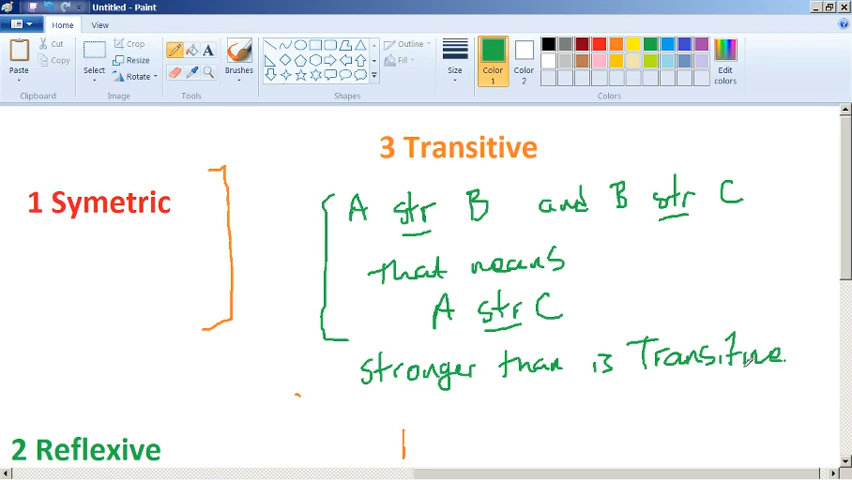 Untitled - Paint
Home View
Paste
Cut
Copy
Clipboard
Select
Crop
Resize
Rotate
Image
Tools
Brushes
Shapes
Outline
Fill
Size
Color 1
Color 2
Colors
Edit colors
3 Transitive
1 Symetric
A str B and B str C
that means
A str C
stronger than is Transitive
2 Reflexive